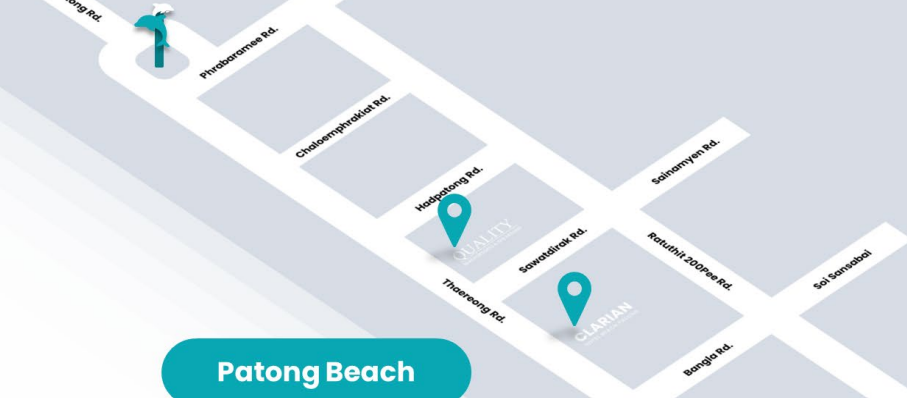 ong Rd.
Phrabaramee Rd.
Chaloemphrakiat Rd.
Hadpatong Rd.
Sainamyen Rd.
QUALITY
Sawatdirak Rd.
Ratuthit 200Pee Rd.
Soi Sansabai
Thaereong Rd.
CLARIAN
Bangla Rd.
Patong Beach